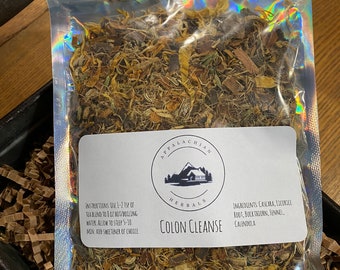 Appalachian
Herbals
Colon Cleanse
Instructions: Use 1-2 tsp of
tea blend to 8 oz hot/boiling
water. Allow to steep 5-10
min. Add sweetener of choice.
Ingredients: Cascara, Licorice
Root, Buckthorn, Fennel,
Calendula